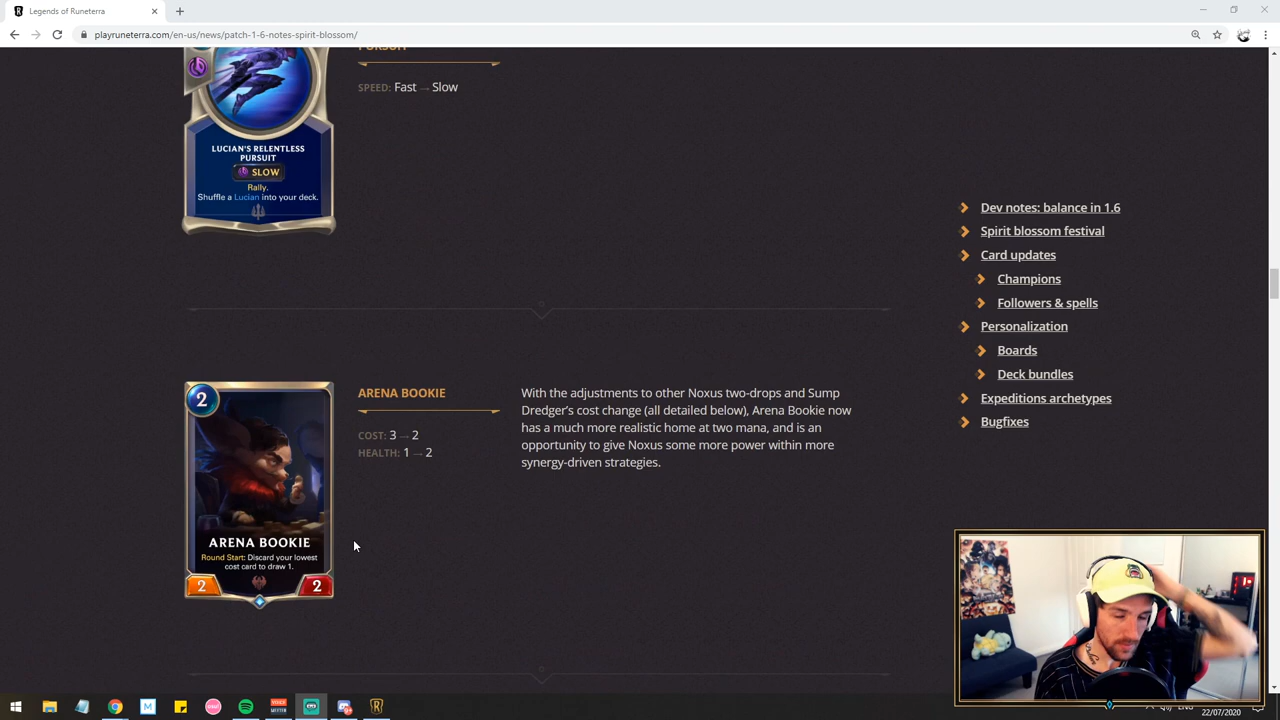 Legends of Runeterra
playruneterra.com/en-us/news/patch-1-6-notes-spirit-blossom/
PURSUIT
SPEED: Fast → Slow
LUCIAN'S RELENTLESS
PURSUIT
SLOW
Rally.
Shuffle a Lucian into your deck.
Dev notes: balance in 1.6
Spirit blossom festival
Card updates
Champions
Followers & spells
Personalization
Boards
Deck bundles
Expeditions archetypes
Bugfixes
2
ARENA BOOKIE
COST: 3 → 2
HEALTH: 1 → 2
With the adjustments to other Noxus two-drops and Sump
Dredger's cost change (all detailed below), Arena Bookie now
has a much more realistic home at two mana, and is an
opportunity to give Noxus some more power within more
synergy-driven strategies.
ARENA BOOKIE
Round Start: Discard your lowest
cost card to draw 1.
2 2
22/07/2020